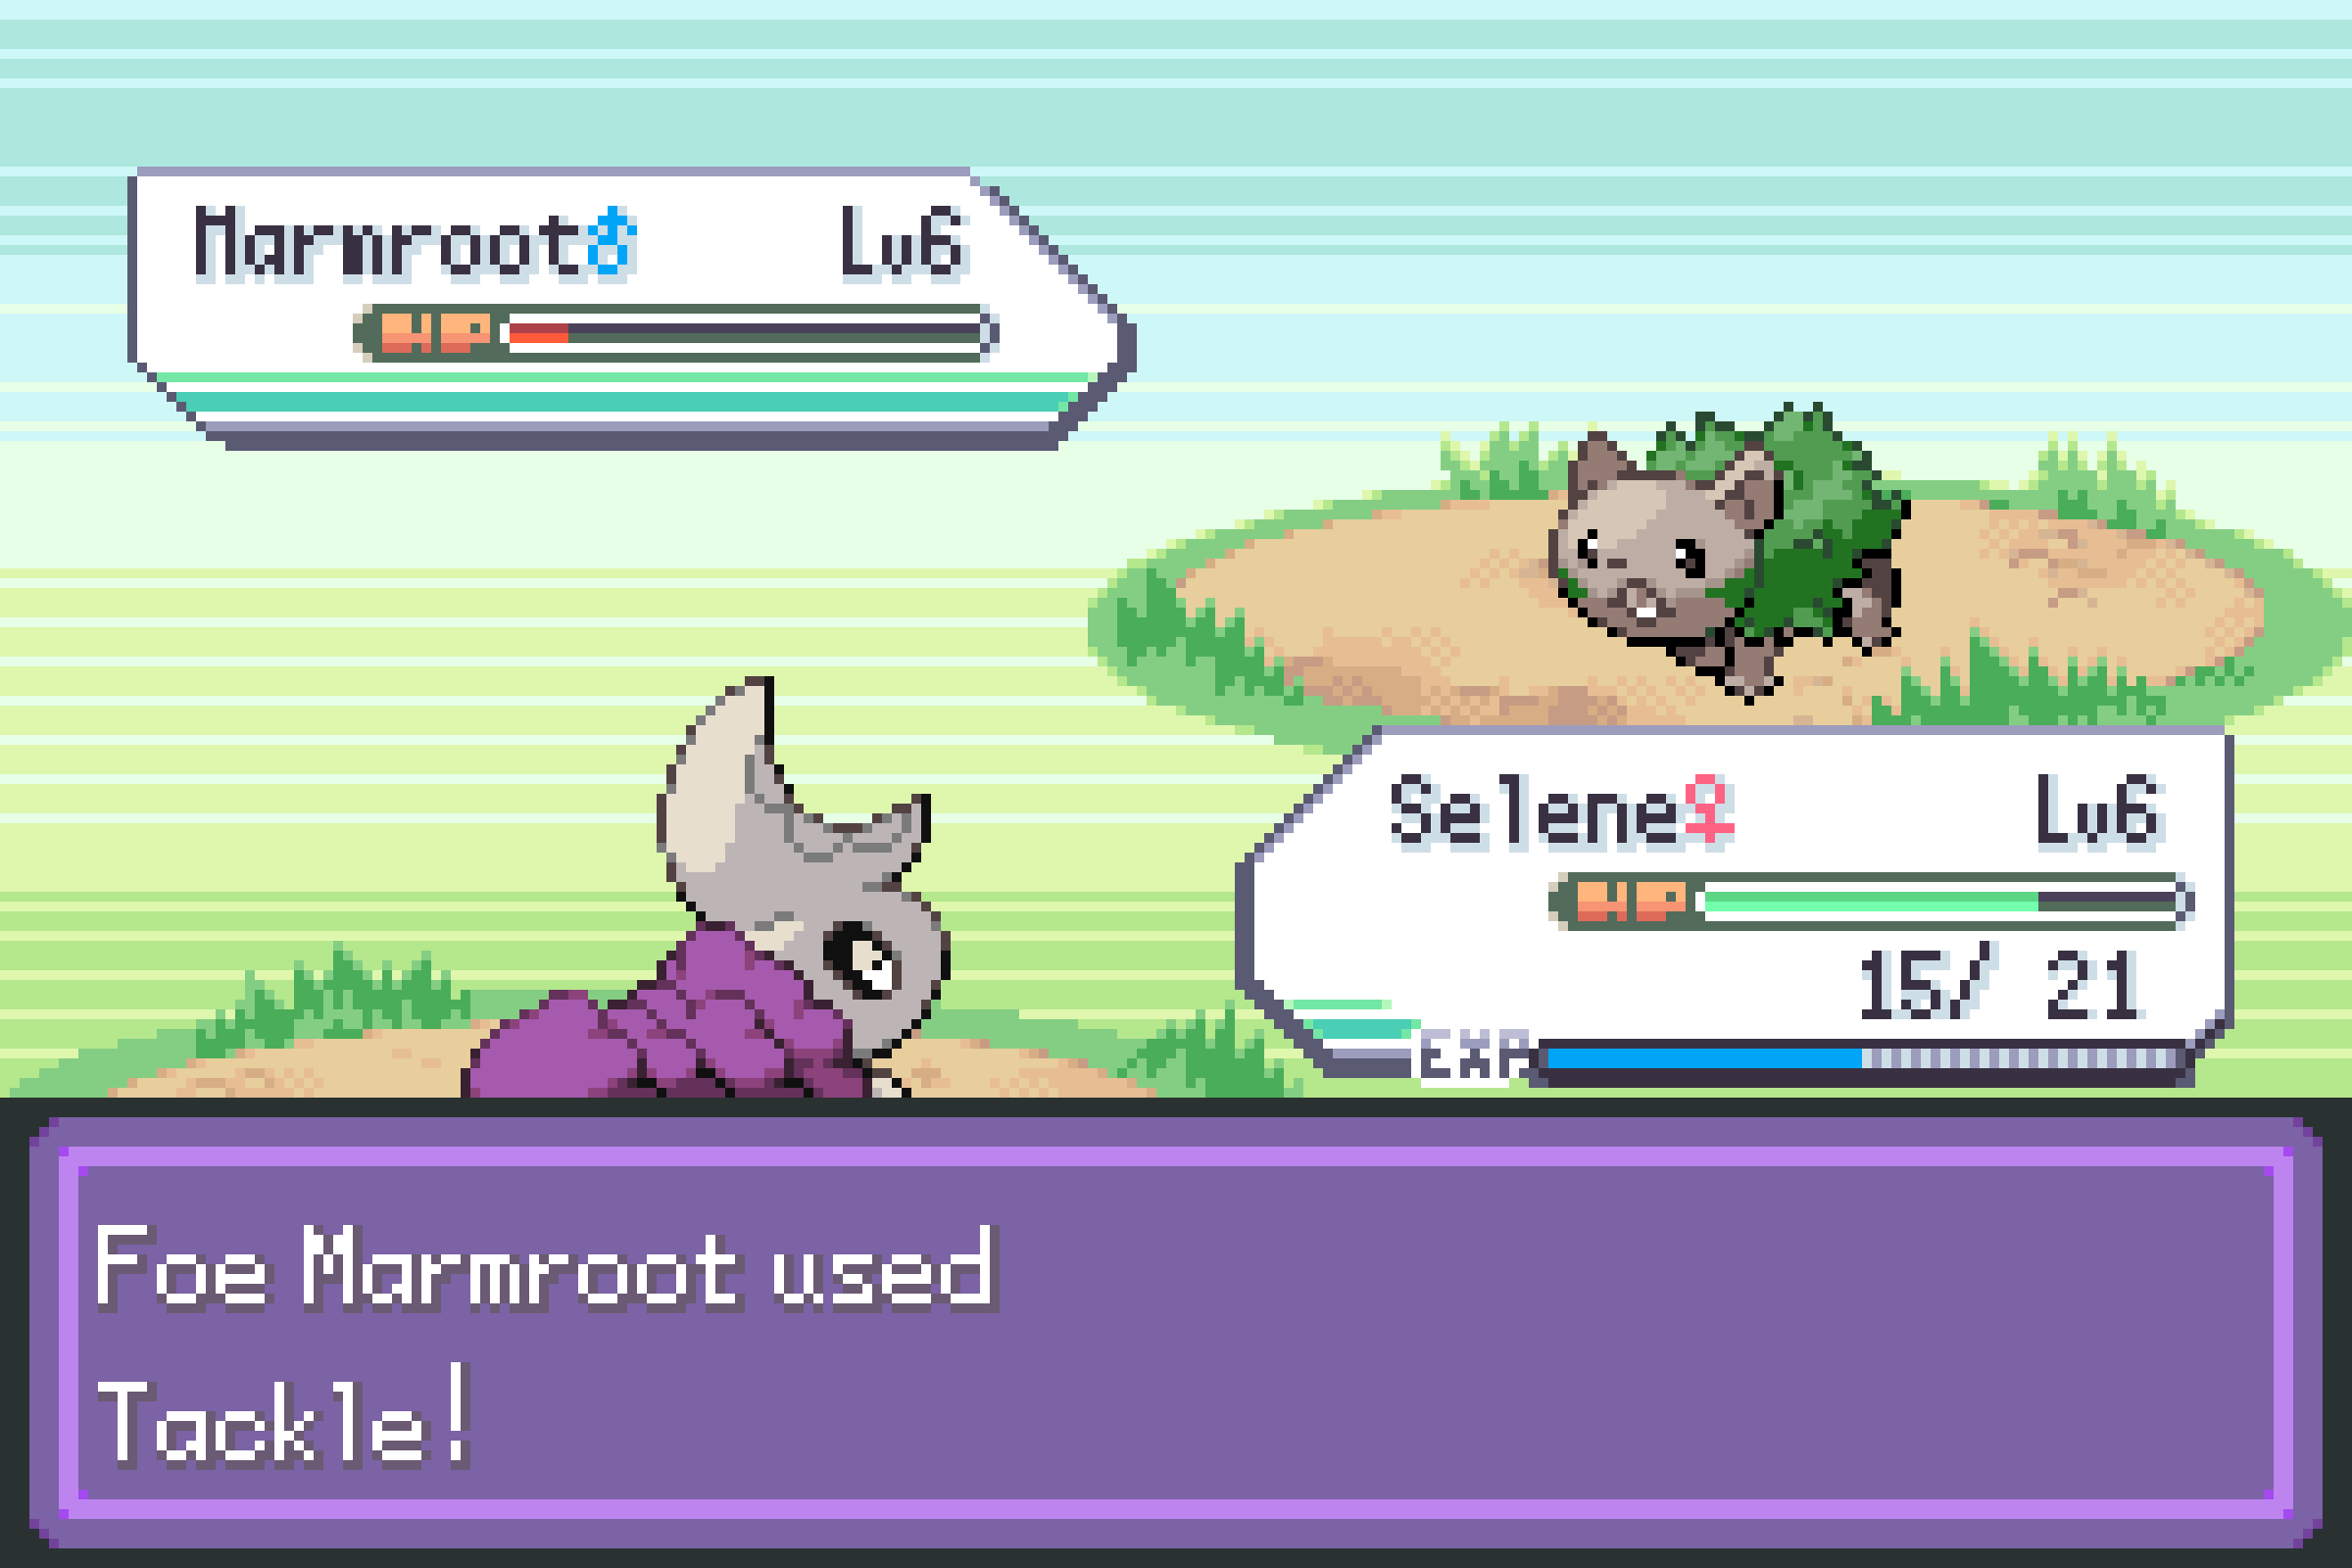 Marmroot♂ Lv6
HP
Selene♀ Lv6
HP
15/ 21
EXP
Foe Marmroot used
Tackle!